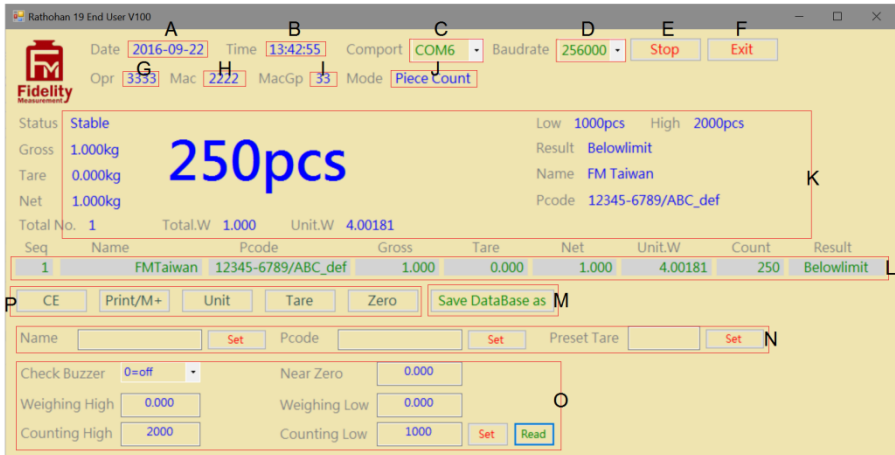 Rathohan 19 End User V100
A B C D E F
Date 2016-09-22 Time 13:42:55 Comport COM6 Baudrate 256000 Stop Exit
G H I J
Opr 3333 Mac 2222 MacGp 33 Mode Piece Count
Fidelity
Measurement
Status Stable Low 1000pcs High 2000pcs
Gross 1.000kg 250pcs Result Belowlimit
Tare 0.000kg Name FM Taiwan K
Net 1.000kg Pcode 12345-6789/ABC_def
Total No. 1 Total.W 1.000 Unit.W 4.00181
Seq Name Pcode Gross Tare Net Unit.W Count Result
1 FMTaiwan 12345-6789/ABC_def 1.000 0.000 1.000 4.00181 250 Belowlimit L
P CE Print/M+ Unit Tare Zero Save DataBase as M
Name Set Pcode Set Preset Tare Set N
Check Buzzer 0=off Near Zero 0.000
Weighing High 0.000 Weighing Low 0.000 O
Counting High 2000 Counting Low 1000 Set Read